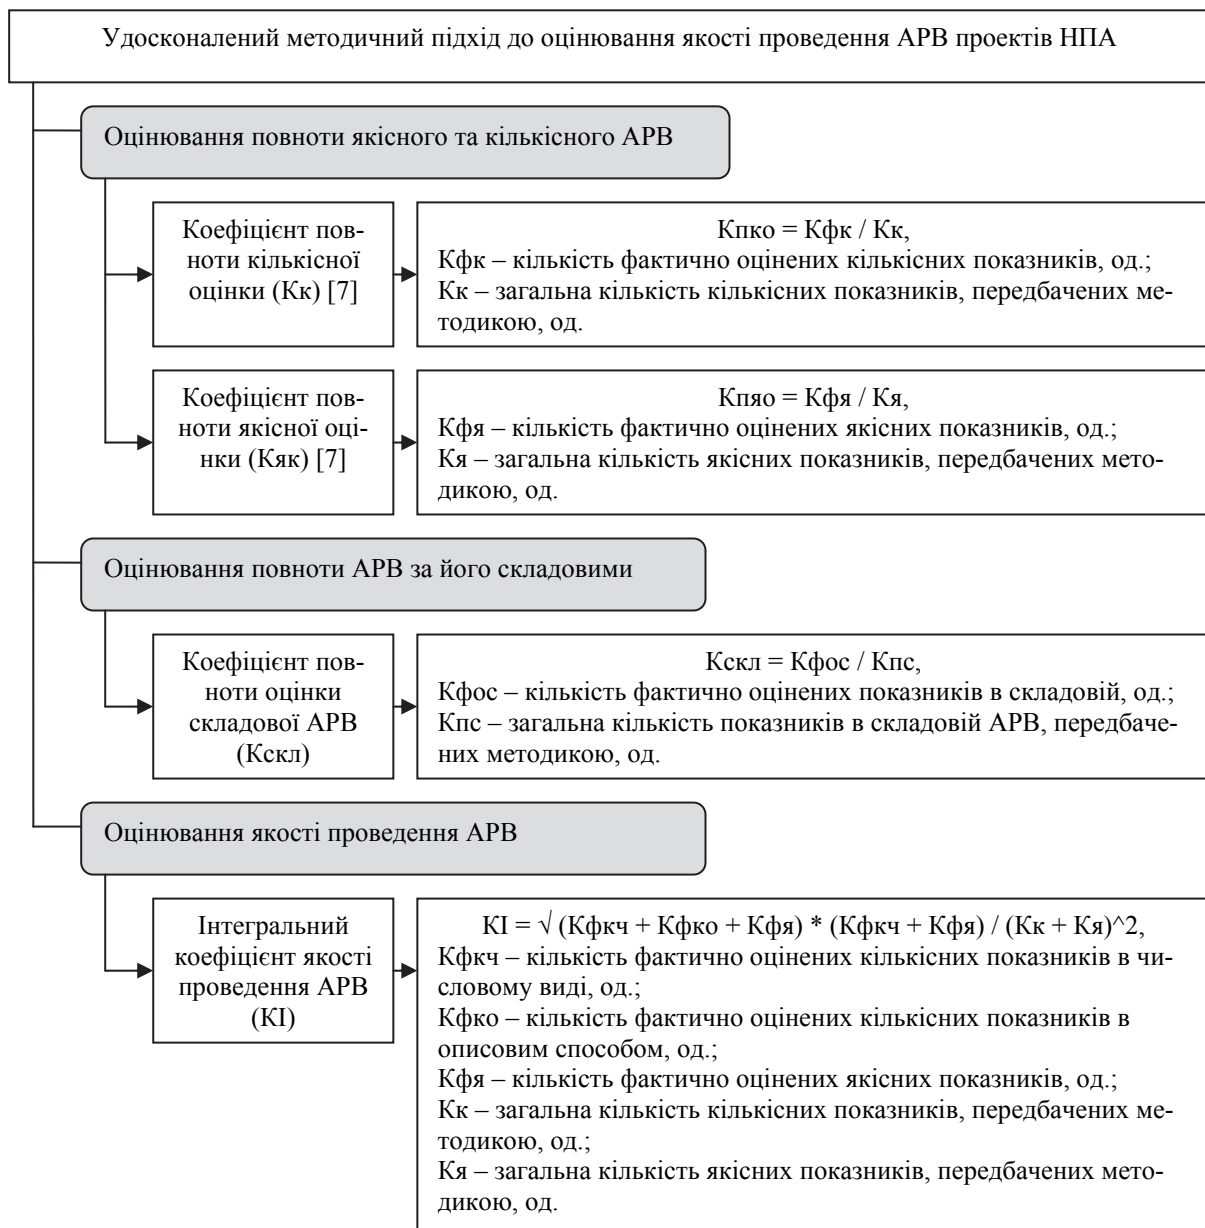 Удосконалений методичний підхід до оцінювання якості проведення АРВ проектів НПА
Оцінювання повноти якісного та кількісного АРВ
Коефіцієнт пов-
ноти кількісної
оцінки (Кк) [7]
Кпко = Кфк / Кк,
Кфк – кількість фактично оцінених кількісних показників, од.;
Кк – загальна кількість кількісних показників, передбачених ме-
тодикою, од.
Коефіцієнт пов-
ноти якісної оці-
нки (Кяк) [7]
Кпяо = Кфя / Кя,
Кфя – кількість фактично оцінених якісних показників, од.;
Кя – загальна кількість якісних показників, передбачених мето-
дикою, од.
Оцінювання повноти АРВ за його складовими
Коефіцієнт пов-
ноти оцінки
складової АРВ
(Кскл)
Кскл = Кфос / Кпс,
Кфос – кількість фактично оцінених показників в складовій, од.;
Кпс – загальна кількість показників в складовій АРВ, передбаче-
них методикою, од.
Оцінювання якості проведення АРВ
Інтегральний
коефіцієнт якості
проведення АРВ
(КІ)
КІ = √ (Кфкч + Кфко + Кфя) * (Кфкч + Кфя) / (Кк + Кя)^2,
Кфкч – кількість фактично оцінених кількісних показників в чи-
словому виді, од.;
Кфко – кількість фактично оцінених кількісних показників в
описовим способом, од.;
Кфя – кількість фактично оцінених якісних показників, од.;
Кк – загальна кількість кількісних показників, передбачених ме-
тодикою, од.;
Кя – загальна кількість якісних показників, передбачених мето-
дикою, од.